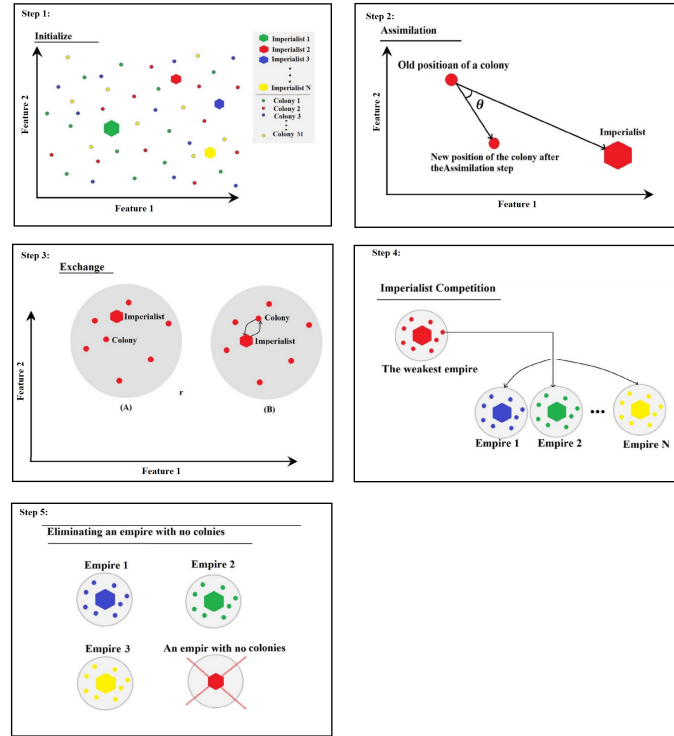 Step 1:
Initialize
Imperialist 1
Imperialist 2
Imperialist 3
Imperialist N
Colony 1
Colony 2
Colony 3
Colony M
Feature 2
Feature 1
Step 2:
Assimilation
Old positioan of a colony
θ
Imperialist
New position of the colony after
theAssimilation step
Feature 2
Feature 1
Step 3:
Exchange
Imperialist
Colony
Colony
Imperialist
(A)
r
(B)
Feature 2
Feature 1
Step 4:
Imperialist Competition
The weakest empire
Empire 1
Empire 2
...
Empire N
Step 5:
Eliminating an empire with no colnies
Empire 1
Empire 2
Empire 3
An empir with no colonies